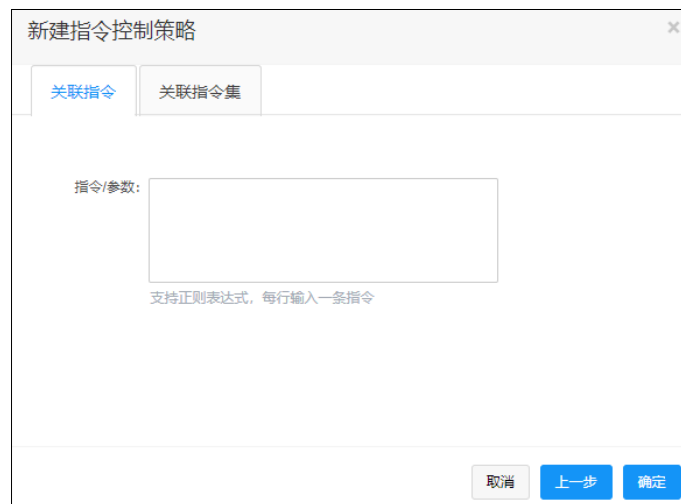 新建指令控制策略 ×
关联指令 关联指令集
指令/参数:
支持正则表达式，每行输入一条指令
取消 上一步 确定